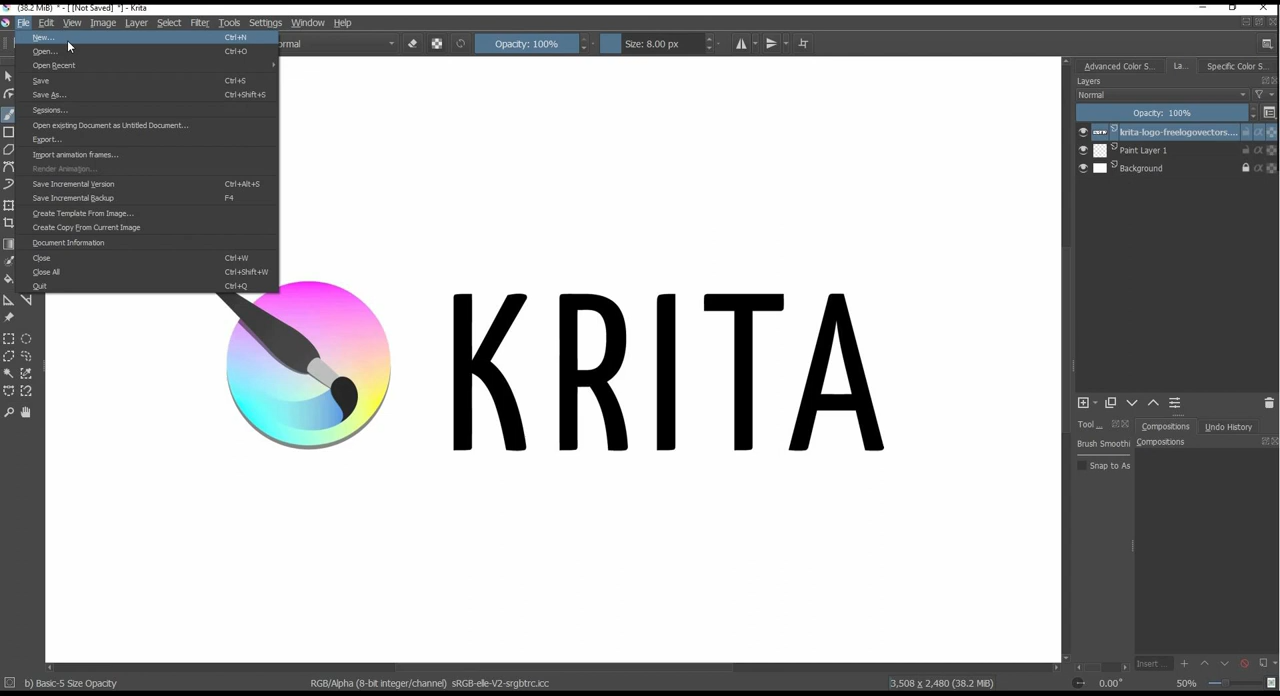 (38.2 MiB) * - [ [Not Saved] *] - Krita
File Edit View Image Layer Select Filter Tools Settings Window Help
New... Ctrl+N
Open... Ctrl+O
Open Recent
Save Ctrl+S
Save As... Ctrl+Shift+S
Sessions...
Open existing Document as Untitled Document...
Export...
Import animation frames...
Render Animation...
Save Incremental Version Ctrl+Alt+S
Save Incremental Backup F4
Create Template From Image...
Create Copy From Current Image
Document Information
Close Ctrl+W
Close All Ctrl+Shift+W
Quit Ctrl+Q
ormal
Opacity: 100%
Size: 8.00 px
KRITA
Advanced Color S... La... Specific Color S...
Layers
Normal
Opacity: 100%
krita-logo-freelogovectors....
Paint Layer 1
Background
Tool ...
Compositions Undo History
Brush Smoothi
Compositions
Snap to As
Insert ...
b) Basic-5 Size Opacity
RGB/Alpha (8-bit integer/channel) sRGB-elle-V2-srgbtrc.icc
3,508 x 2,480 (38.2 MiB)
0.00°
50%